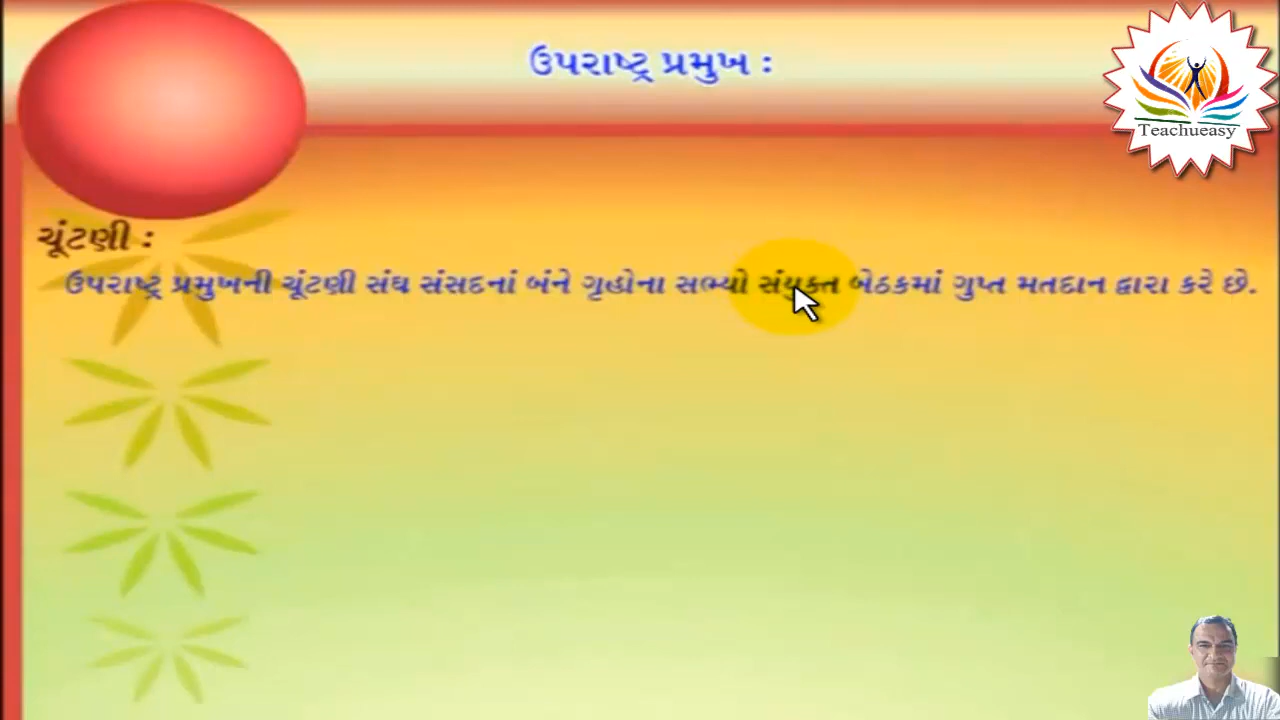 ઉપરાષ્ટ્ર પ્રમુખ :
Teachueasy
ચૂંટણી :
ઉપરાષ્ટ્ર પ્રમુખની ચૂંટણી સંઘ સંસદનાં બંને ગૃહોના સભ્યો સંયુક્ત બેઠકમાં ગુપ્ત મતદાન દ્વારા કરે છે.